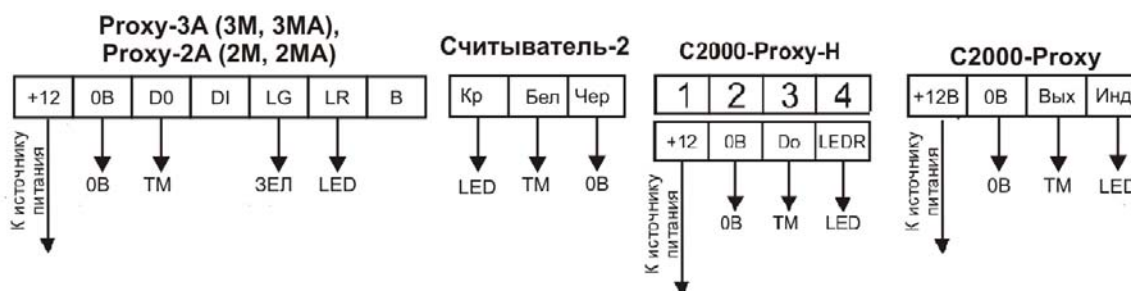 Proxy-3A (3M, 3MA),
Proxy-2A (2M, 2MA)
+12 0В D0 DI LG LR B
К источнику
питания
0В ТМ ЗЕЛ LED
Считыватель-2
Кр Бел Чер
LED ТМ 0В
С2000-Proxy-H
1 2 3 4
+12 0В Do LEDR
К источнику
питания
0В ТМ LED
С2000-Proxy
+12В 0В Вых Инд
К источнику
питания
0В ТМ LED